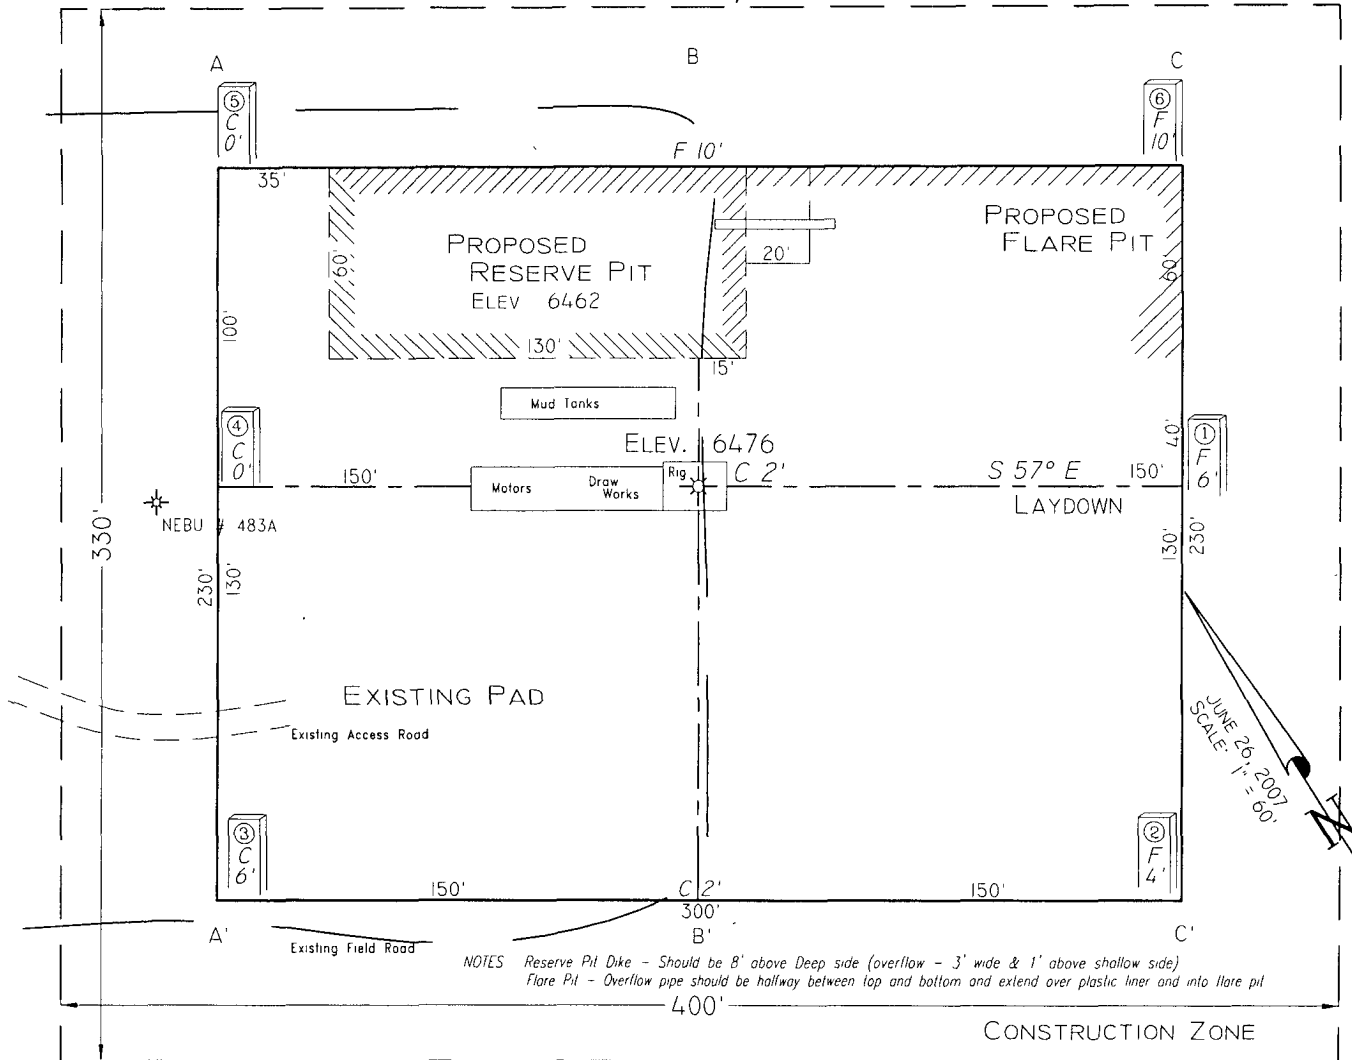 A
B
C
⑤
C
0'
⑥
F
10'
F 10'
35'
PROPOSED
RESERVE PIT
ELEV 6462
PROPOSED
FLARE PIT
60'
20'
60'
100'
130'
15'
Mud Tanks
④
C
0'
ELEV. 6476
40'
①
F
6'
150'
Motors
Draw
Works
Rig
C 2'
S 57° E
150'
LAYDOWN
NEBU # 483A
330'
230'
130'
130'
230'
EXISTING PAD
Existing Access Road
JUNE 26, 2007
SCALE: 1" = 60'
N
③
C
6'
②
F
4'
150'
C 2'
150'
300'
A'
B'
C'
Existing Field Road
NOTES Reserve Pit Dike - Should be 8' above Deep side (overflow - 3' wide & 1' above shallow side)
Flare Pit - Overflow pipe should be halfway between top and bottom and extend over plastic liner and into flare pit
400'
CONSTRUCTION ZONE